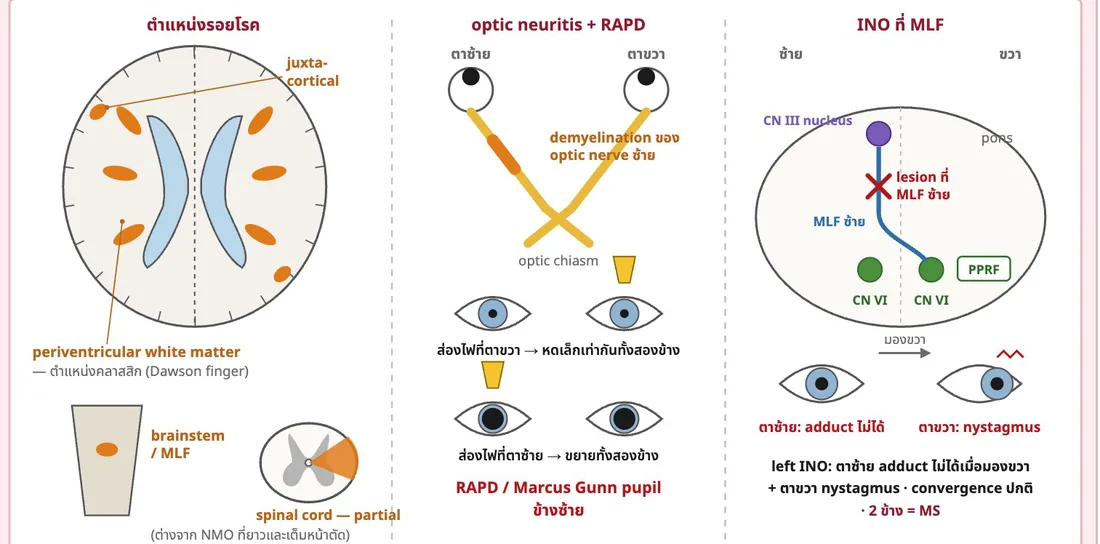 ตำแหน่งรอยโรค
juxta-
cortical
periventricular white matter
— ตำแหน่งคลาสสิก (Dawson finger)
brainstem
/ MLF
spinal cord — partial
(ต่างจาก NMO ที่ยาวและเต็มหน้าตัด)
optic neuritis + RAPD
ตาซ้าย
ตาขวา
demyelination ของ
optic nerve ซ้าย
optic chiasm
ส่องไฟที่ตาขวา → หดเล็กเท่ากันทั้งสองข้าง
ส่องไฟที่ตาซ้าย → ขยายทั้งสองข้าง
RAPD / Marcus Gunn pupil
ข้างซ้าย
INO ที่ MLF
ซ้าย
ขวา
CN III nucleus
pons
lesion ที่
MLF ซ้าย
MLF ซ้าย
PPRF
CN VI
CN VI
มองขวา
ตาซ้าย: adduct ไม่ได้
ตาขวา: nystagmus
left INO: ตาซ้าย adduct ไม่ได้เมื่อมองขวา
+ ตาขวา nystagmus · convergence ปกติ
· 2 ข้าง = MS